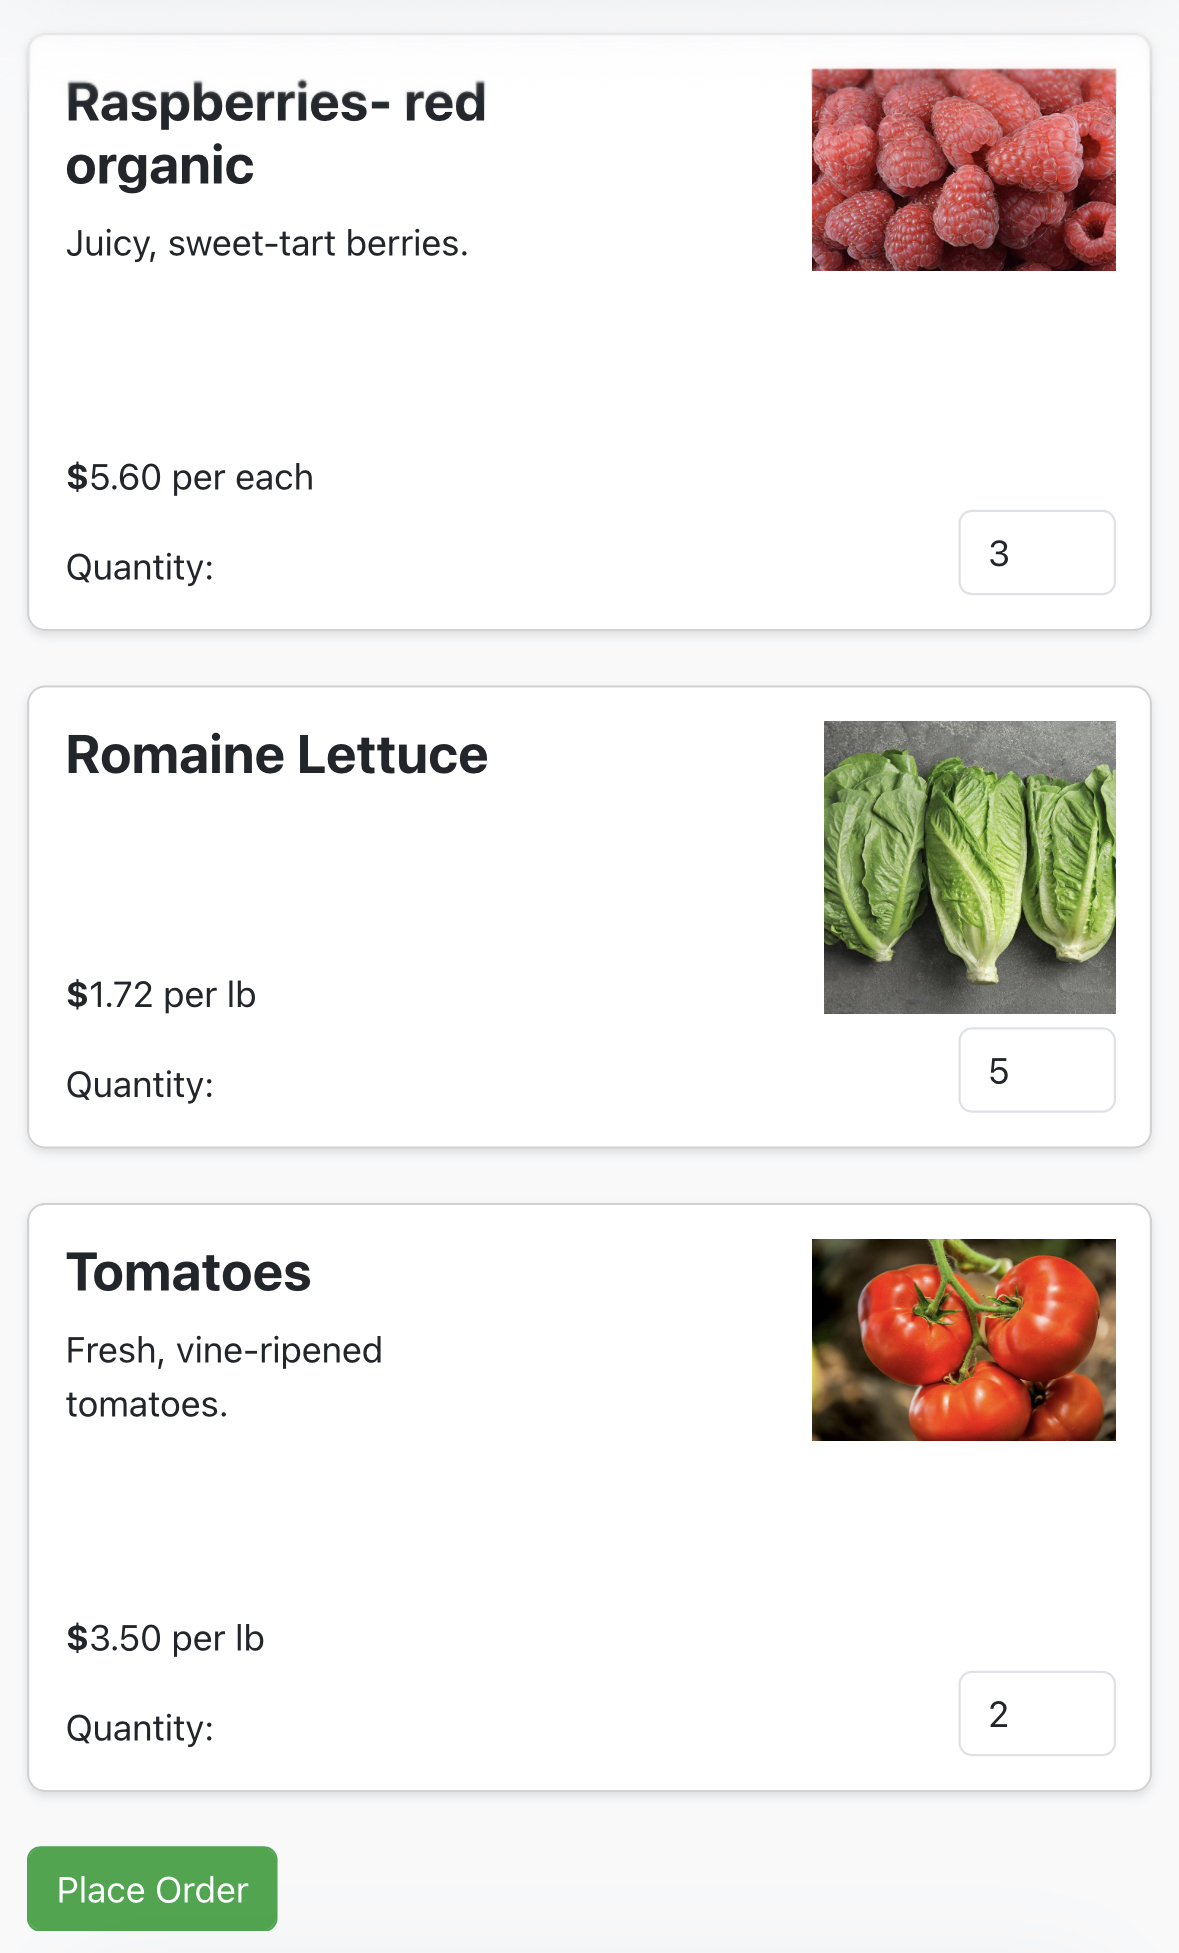 Raspberries- red
organic
Juicy, sweet-tart berries.
$5.60 per each
Quantity:
3
Romaine Lettuce
$1.72 per lb
Quantity:
5
Tomatoes
Fresh, vine-ripened
tomatoes.
$3.50 per lb
Quantity:
2
Place Order